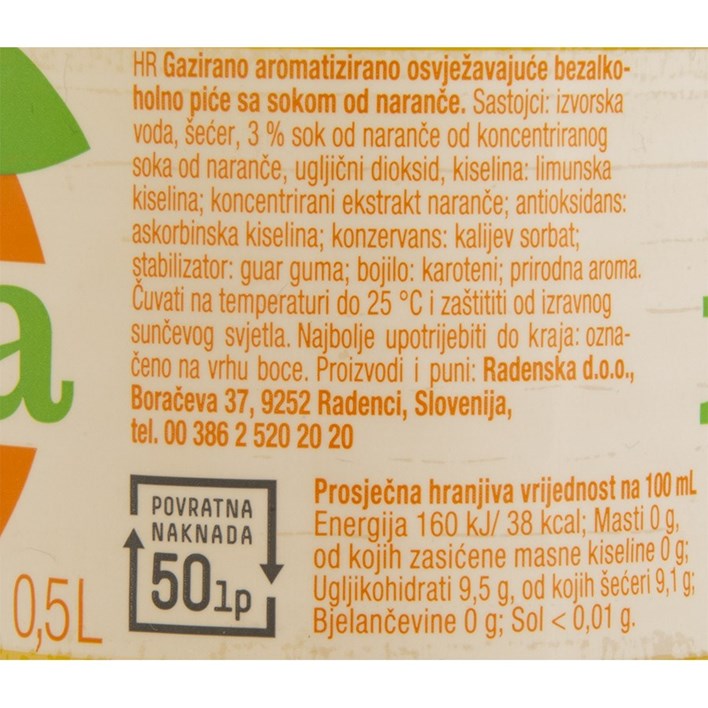 HR Gazirano aromatizirano osvježavajuće bezalko-
holno piće sa sokom od naranče. Sastojci: izvorska
voda, šećer, 3 % sok od naranče od koncentriranog
soka od naranče, ugljični dioksid, kiselina: limunska
kiselina; koncentrirani ekstrakt naranče; antioksidans:
askorbinska kiselina; konzervans: kalijev sorbat;
stabilizator: guar guma; bojilo: karoteni; prirodna aroma.
Čuvati na temperaturi do 25 °C i zaštititi od izravnog
sunčevog svjetla. Najbolje upotrijebiti do kraja: ozna-
čeno na vrhu boce. Proizvodi i puni: Radenska d.o.o.,
Boračeva 37, 9252 Radenci, Slovenija,
tel. 00 386 2 520 20 20
a
POVRATNA
NAKNADA
50lp
0,5L
Prosječna hranjiva vrijednost na 100 mL
Energija 160 kJ/ 38 kcal; Masti 0 g,
od kojih zasićene masne kiseline 0 g;
Ugljikohidrati 9,5 g, od kojih šećeri 9,1 g;
Bjelančevine 0 g; Sol < 0,01 g.